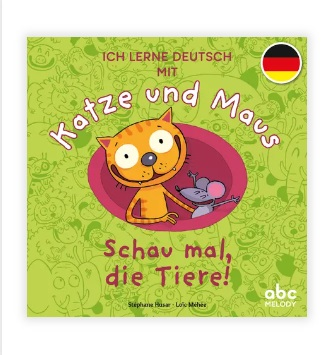 ICH LERNE DEUTSCH
MIT
Katze und Maus
Schau mal,
die Tiere!
Stéphane Husar · Loïc Méhée
abc
MELODY